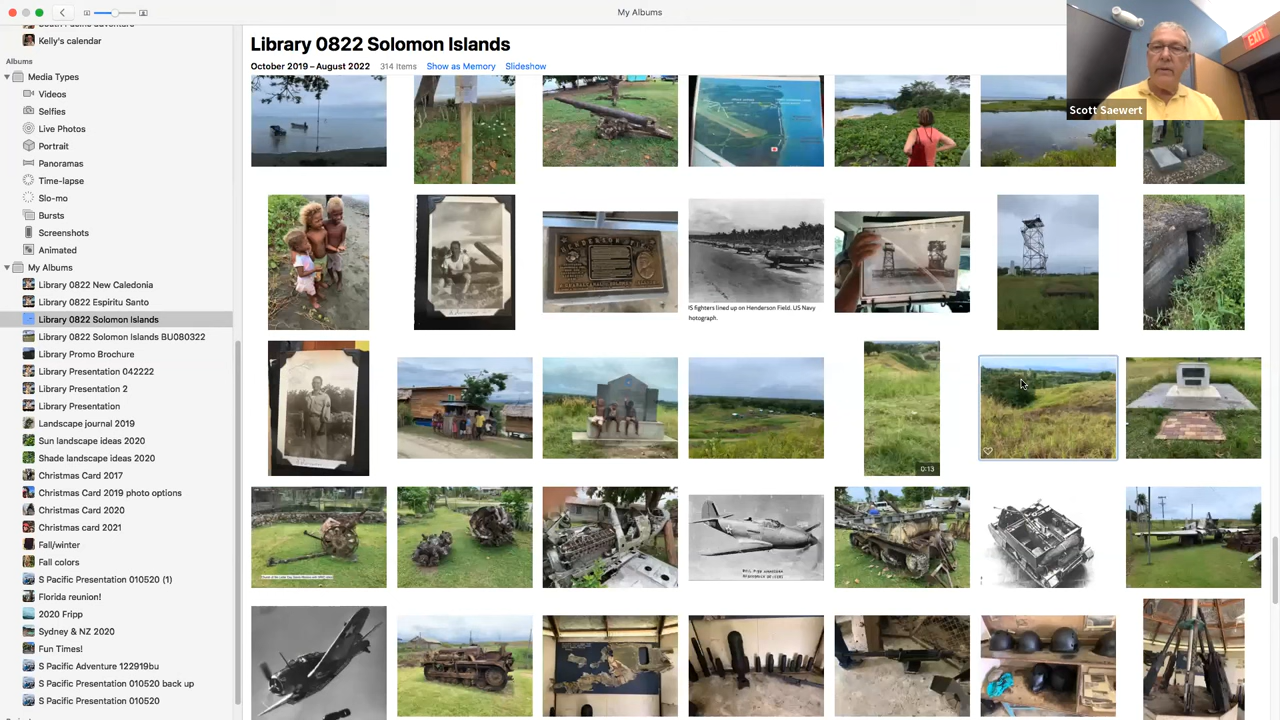 My Albums
South Pacific adventure
Kelly's calendar
Albums
Media Types
Videos
Selfies
Live Photos
Portrait
Panoramas
Time-lapse
Slo-mo
Bursts
Screenshots
Animated
My Albums
Library 0822 New Caledonia
Library 0822 Espiritu Santo
Library 0822 Solomon Islands
Library 0822 Solomon Islands BU080322
Library Promo Brochure
Library Presentation 042222
Library Presentation 2
Library Presentation
Landscape journal 2019
Sun landscape ideas 2020
Shade landscape ideas 2020
Christmas Card 2017
Christmas Card 2019 photo options
Christmas Card 2020
Christmas card 2021
Fall/winter
Fall colors
S Pacific Presentation 010520 (1)
Florida reunion!
2020 Fripp
Sydney & NZ 2020
Fun Times!
S Pacific Adventure 122919bu
S Pacific Presentation 010520 back up
S Pacific Presentation 010520
Library 0822 Solomon Islands
October 2019 – August 2022 314 Items Show as Memory Slideshow
EXIT
Scott Saewert
HENDERSON FIELD
US fighters lined up on Henderson Field. US Navy
photograph.
0:13